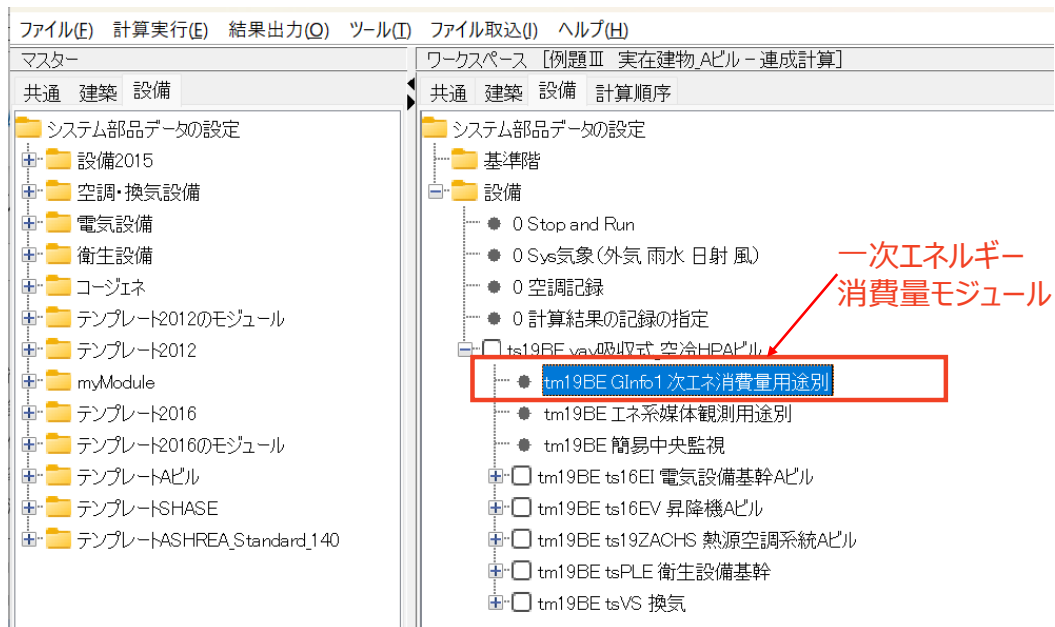 ファイル(F) 計算実行(E) 結果出力(O) ツール(T) ファイル取込(I) ヘルプ(H)
マスター
共通 建築 設備
システム部品データの設定
設備2015
空調・換気設備
電気設備
衛生設備
コージェネ
テンプレート2012のモジュール
テンプレート2012
myModule
テンプレート2016
テンプレート2016のモジュール
テンプレートAビル
テンプレートSHASE
テンプレートASHREA_Standard_140
ワークスペース [例題Ⅲ 実在建物_Aビル－連成計算]
共通 建築 設備 計算順序
システム部品データの設定
基準階
設備
0 Stop and Run
0 Sys気象(外気 雨水 日射 風)
0 空調記録
0 計算結果の記録の指定
ts19BE vav吸収式_空冷HPAビル
tm19BE GInfo1次エネ消費量用途別
tm19BE エネ系媒体観測用途別
tm19BE 簡易中央監視
tm19BE ts16EI 電気設備基幹Aビル
tm19BE ts16EV 昇降機Aビル
tm19BE ts19ZACHS 熱源空調系統Aビル
tm19BE tsPLE 衛生設備基幹
tm19BE tsVS 換気
一次エネルギー
消費量モジュール